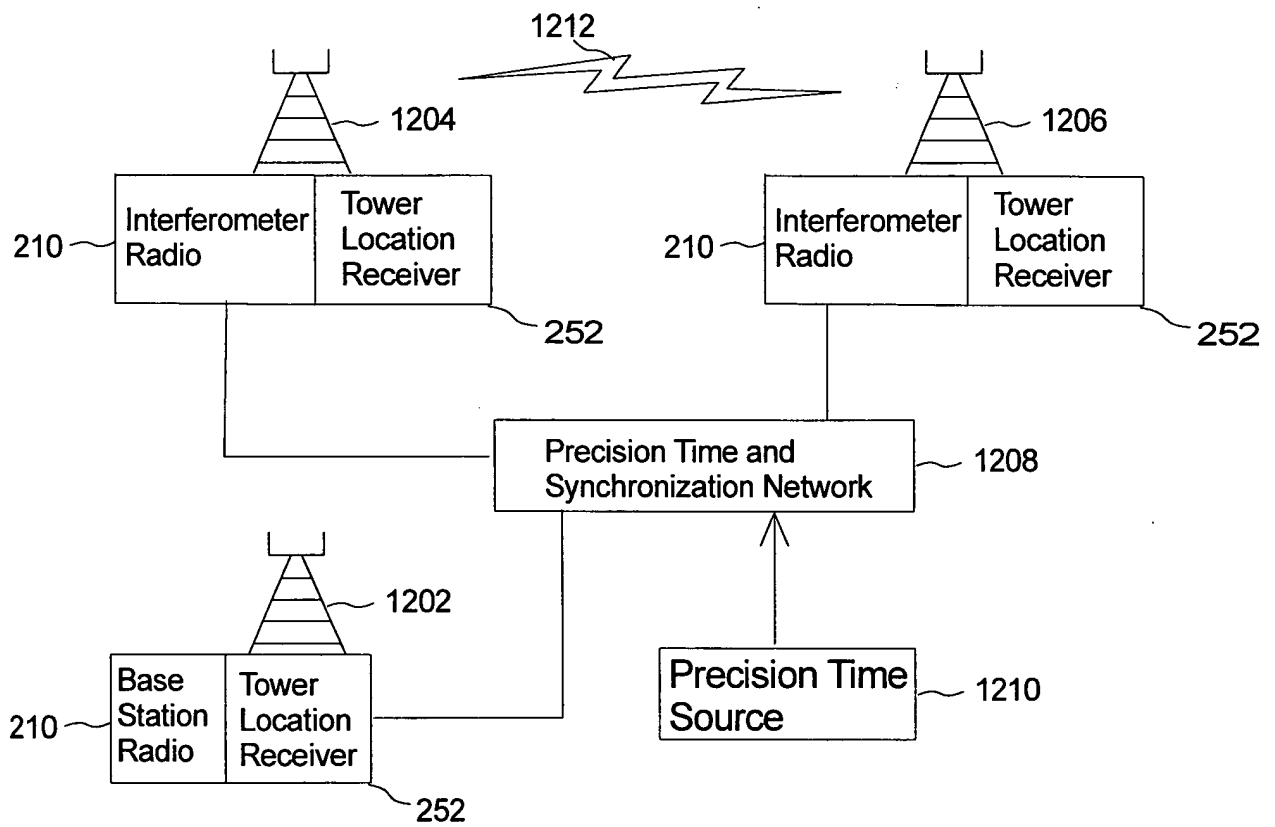 1212
1204
1206
Interferometer
Radio
Tower
Location
Receiver
210
252
Interferometer
Radio
Tower
Location
Receiver
210
252
Precision Time and
Synchronization Network
1208
1202
Base
Station
Radio
Tower
Location
Receiver
210
252
Precision Time
Source
1210